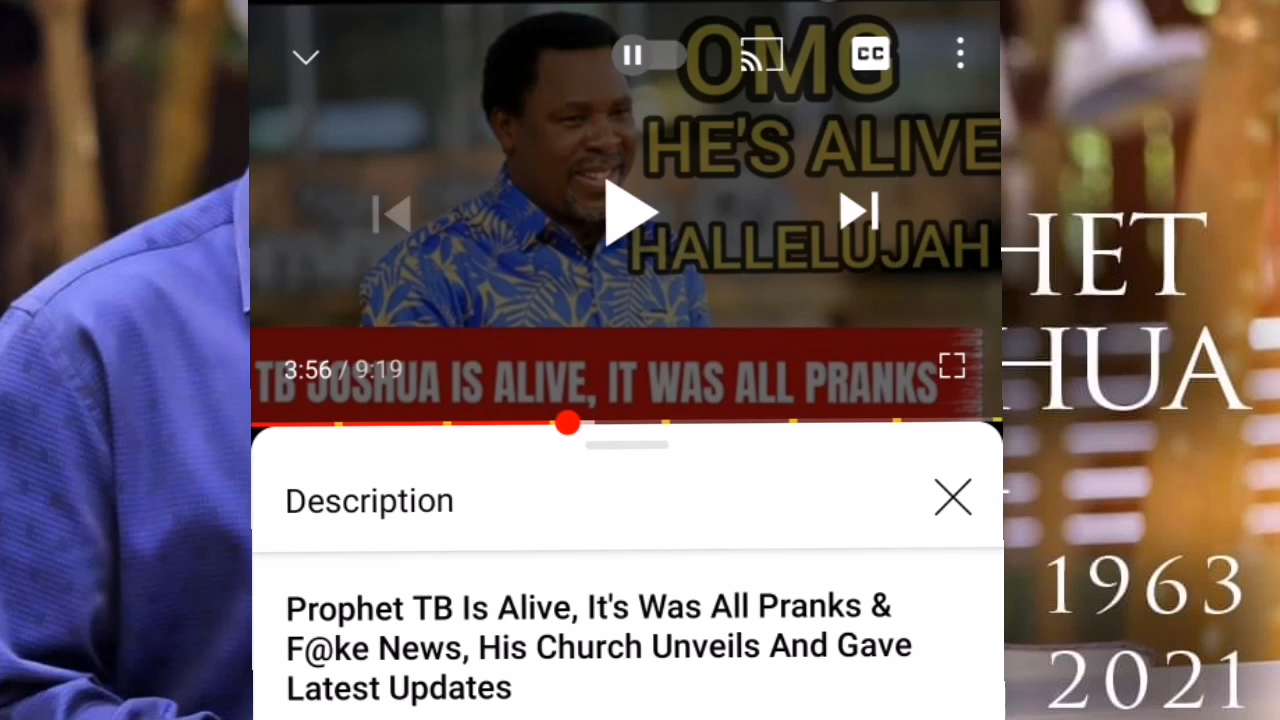 OMG
HE'S ALIVE
HALLELUJAH
CC
3:56 / 9:19
TB JOSHUA IS ALIVE, IT WAS ALL PRANKS
Description
Prophet TB Is Alive, It's Was All Pranks &
F@ke News, His Church Unveils And Gave
Latest Updates
HET
HUA
1963
2021